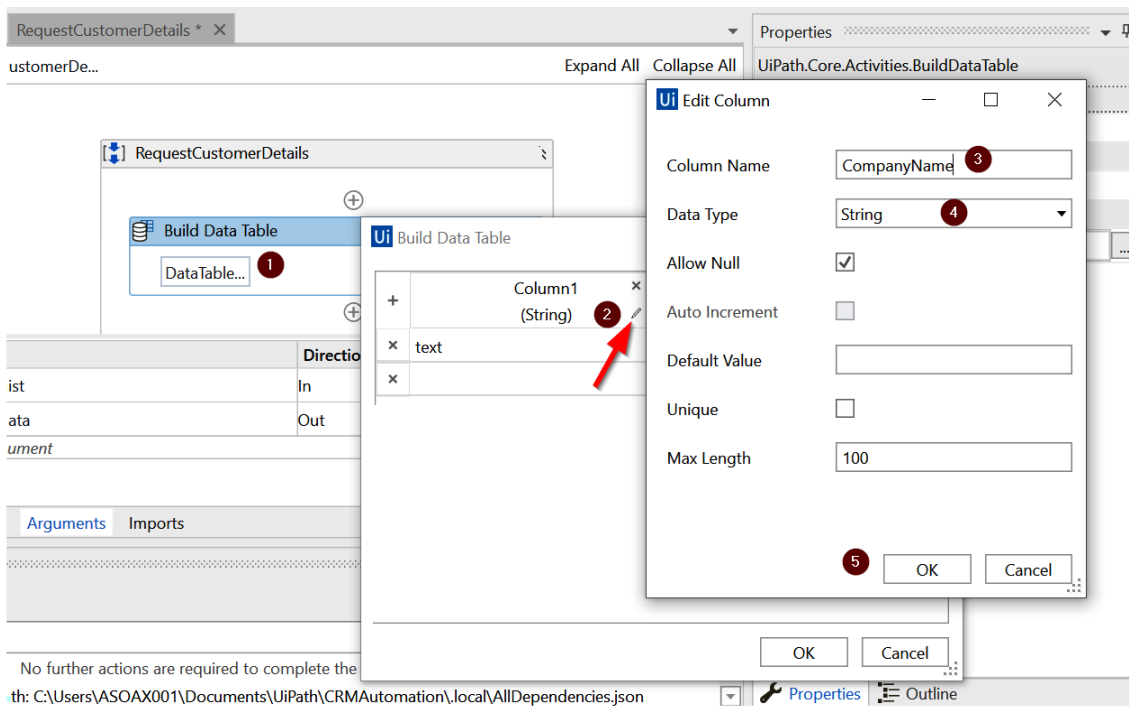 RequestCustomerDetails *
ustomerDe...
Expand All Collapse All
RequestCustomerDetails
Build Data Table
DataTable...
1
Directio
ist
In
ata
Out
ument
Arguments Imports
No further actions are required to complete the
th: C:\Users\ASOAX001\Documents\UiPath\CRMAutomation\.local\AllDependencies.json
Ui Build Data Table
Column1
(String)
2
text
OK Cancel
Properties
UiPath.Core.Activities.BuildDataTable
Ui Edit Column
Column Name
CompanyName
3
Data Type
String
4
Allow Null
Auto Increment
Default Value
Unique
Max Length
100
5
OK Cancel
...
Properties Outline